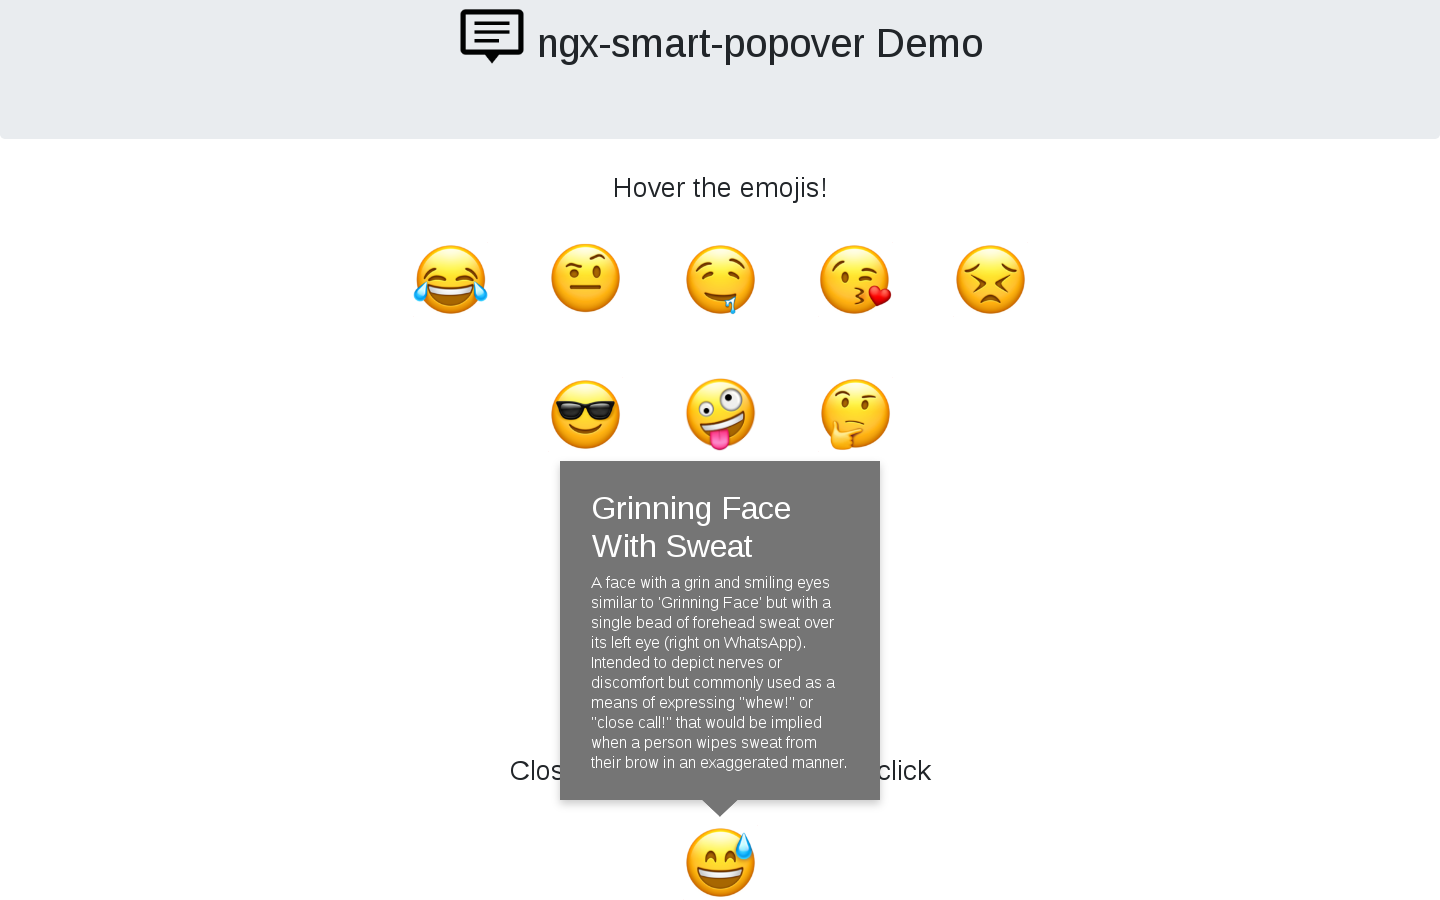 ngx-smart-popover Demo
Hover the emojis!
Grinning Face
With Sweat
A face with a grin and smiling eyes
similar to 'Grinning Face' but with a
single bead of forehead sweat over
its left eye (right on WhatsApp).
Intended to depict nerves or
discomfort but commonly used as a
means of expressing "whew!" or
"close call!" that would be implied
when a person wipes sweat from
their brow in an exaggerated manner.
click